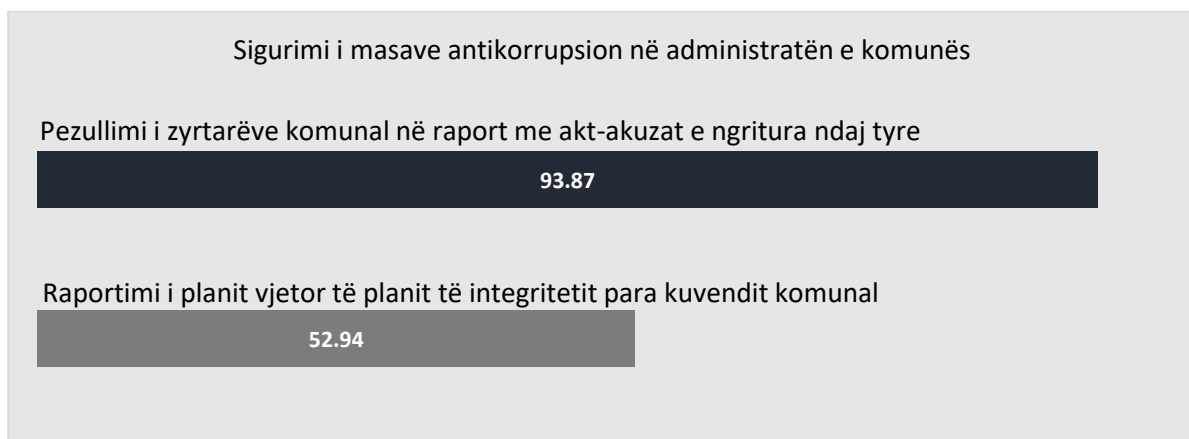 Sigurimi i masave antikorrupsion në administratën e komunës
Pezullimi i zyrtarëve komunal në raport me akt-akuzat e ngritura ndaj tyre
93.87
Raportimi i planit vjetor të planit të integritetit para kuvendit komunal
52.94